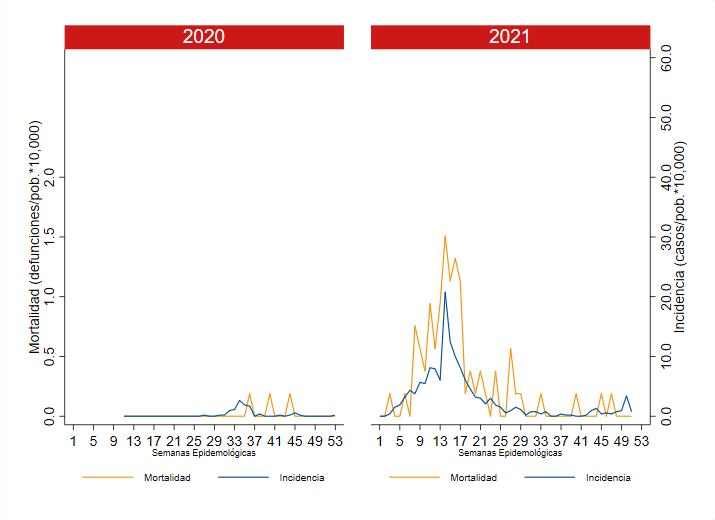 2020
2021
Mortalidad (defunciones/pob.*10,000)
0.0 0.5 1.0 1.5 2.0
0.0 10.0 20.0 30.0 40.0 50.0 60.0
Incidencia (casos/pob.*10,000)
1 5 9 13 17 21 25 29 33 37 41 45 49 53
Semanas Epidemológicas
1 5 9 13 17 21 25 29 33 37 41 45 49 53
Semanas Epidemológicas
Mortalidad Incidencia
Mortalidad Incidencia